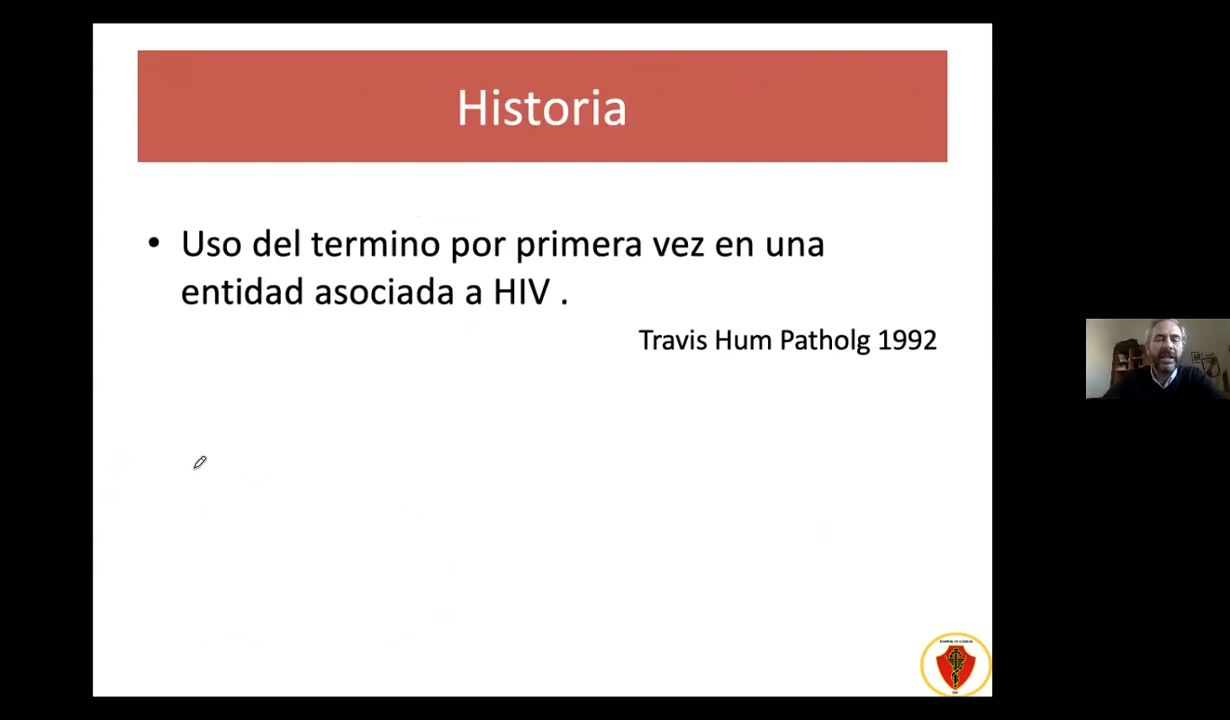 Historia
• Uso del termino por primera vez en una
entidad asociada a HIV .
Travis Hum Patholg 1992